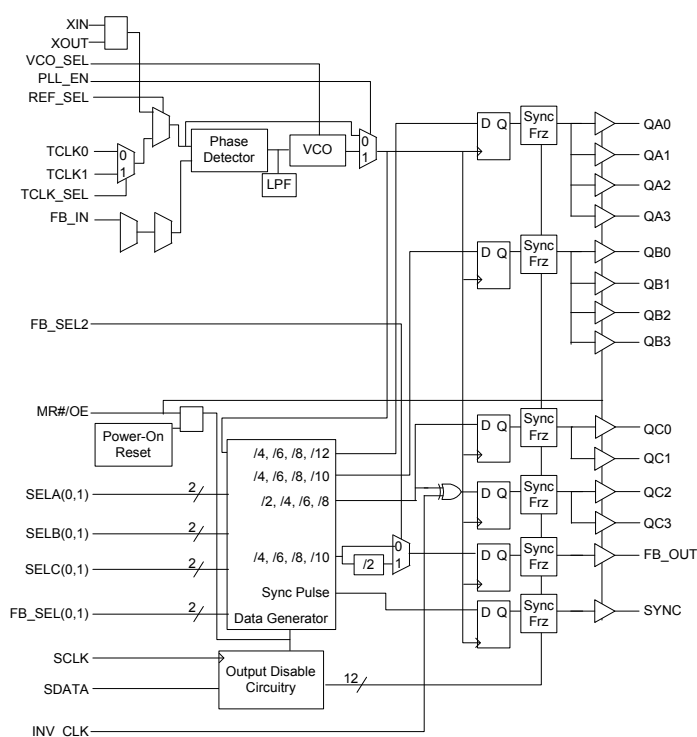 XIN
XOUT
VCO_SEL
PLL_EN
REF_SEL
TCLK0
TCLK1
TCLK_SEL
FB_IN
0
1
Phase
Detector
LPF
VCO
0
1
D Q
Sync
Frz
QA0
QA1
QA2
QA3
D Q
Sync
Frz
QB0
QB1
QB2
QB3
FB_SEL2
MR#/OE
Power-On
Reset
SELA(0,1)
2
SELB(0,1)
2
SELC(0,1)
2
FB_SEL(0,1)
2
/4, /6, /8, /12
/4, /6, /8, /10
/2, /4, /6, /8
/4, /6, /8, /10
Sync Pulse
Data Generator
/2
0
1
D Q
Sync
Frz
QC0
QC1
D Q
Sync
Frz
QC2
QC3
D Q
Sync
Frz
FB_OUT
D Q
Sync
Frz
SYNC
SCLK
SDATA
Output Disable
Circuitry
12
INV_CLK